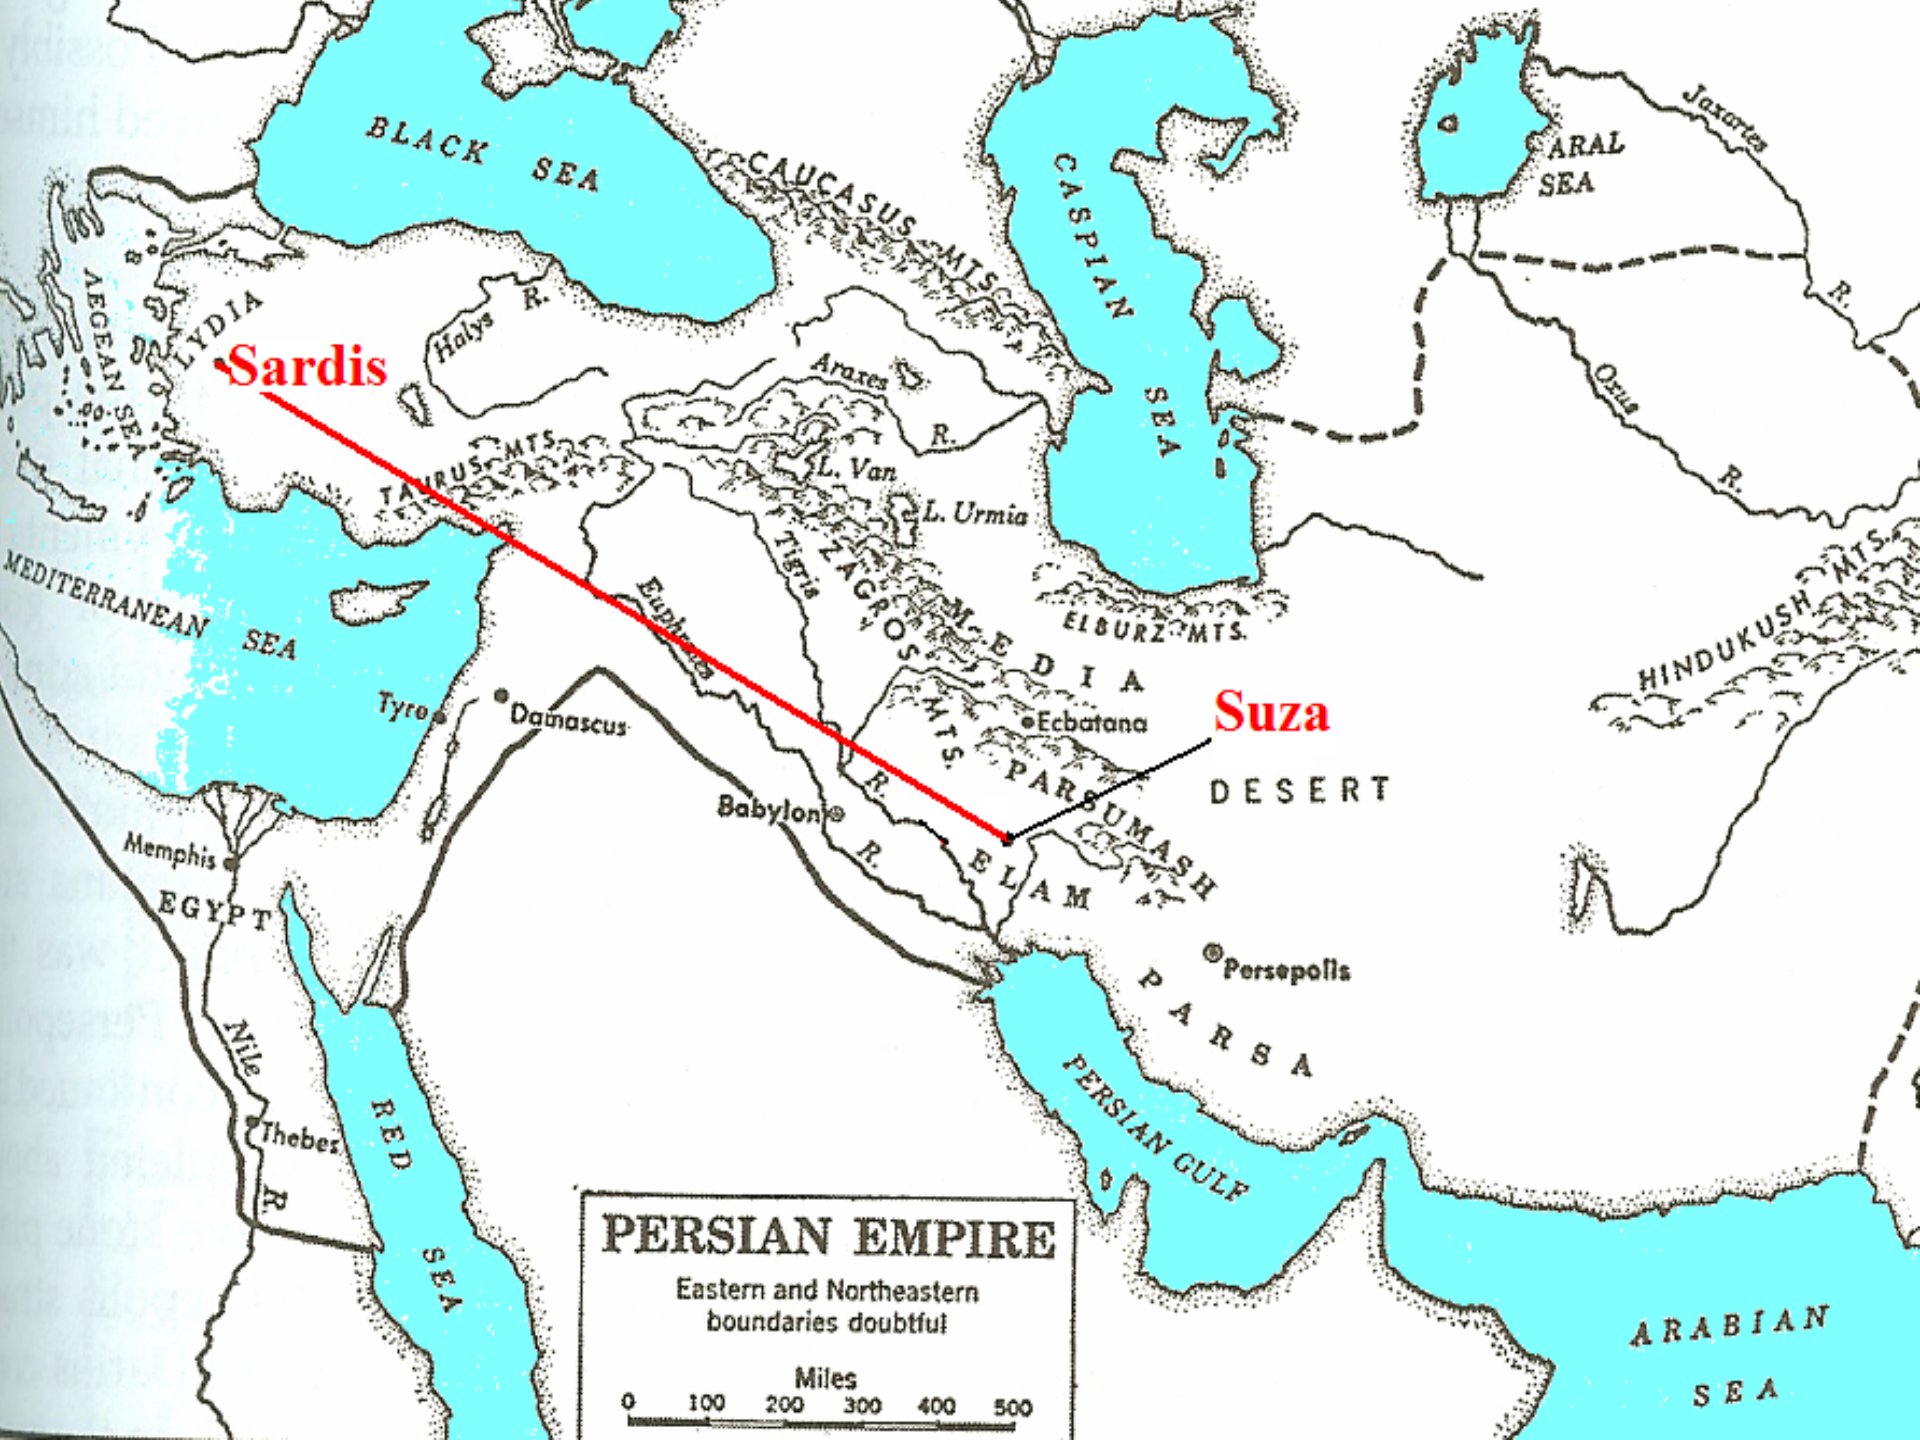 BLACK SEA
CAUCASUS MTS.
CASPIAN SEA
ARAL SEA
Jaxartes R.
AEGEAN SEA
LYDIA
Sardis
Halys R.
Araxes R.
Oxus R.
TAURUS MTS.
L. Van
L. Urmia
MEDITERRANEAN SEA
Tigris R.
Euphrates R.
ZAGROS MTS.
MEDIA
ELBURZ MTS.
HINDUKUSH MTS.
Tyre
Damascus
Ecbatana
Suza
PARSUMASH
DESERT
Babylon
Memphis
EGYPT
ELAM
Persepolis
PARSA
Nile R
Thebes
RED SEA
PERSIAN GULF
ARABIAN SEA
PERSIAN EMPIRE
Eastern and Northeastern
boundaries doubtful
Miles
0 100 200 300 400 500